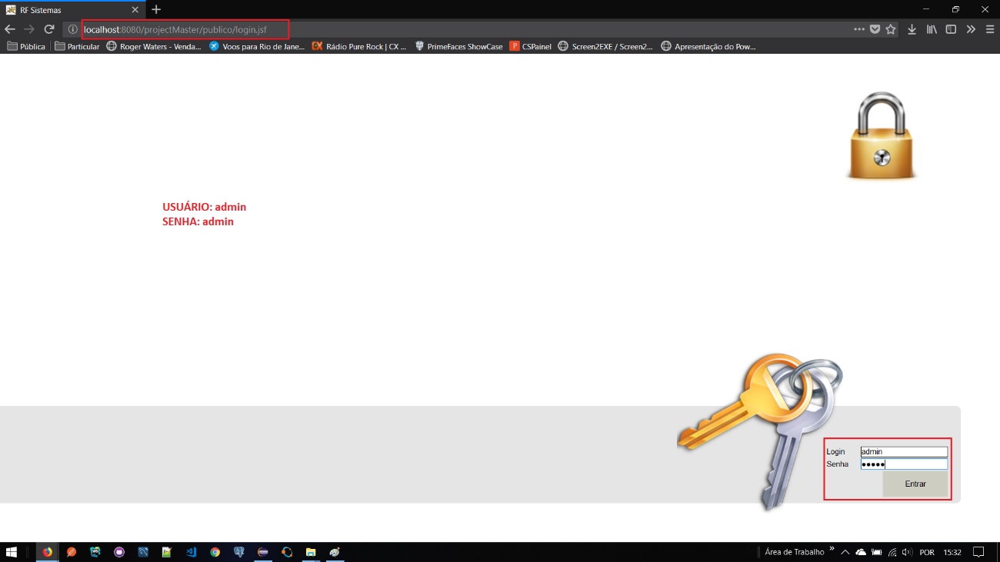 RF Sistemas
localhost:8080/projectMaster/publico/login.jsf
Pública
Particular
Roger Waters - Venda...
Voos para Rio de Jane...
Rádio Pure Rock | CX ...
PrimeFaces ShowCase
CSPainel
Screen2EXE / Screen2...
Apresentação do Pow...
USUÁRIO: admin
SENHA: admin
Login admin
Senha •••••
Entrar
Área de Trabalho
POR
15:32